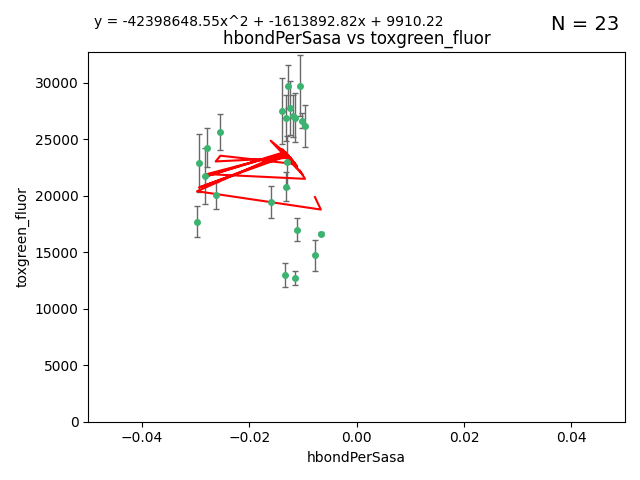 y = -42398648.55x^2 + -1613892.82x + 9910.22
N = 23
hbondPerSasa vs toxgreen_fluor
30000
25000
20000
15000
10000
5000
0
toxgreen_fluor
−0.04 −0.02 0.00 0.02 0.04
hbondPerSasa